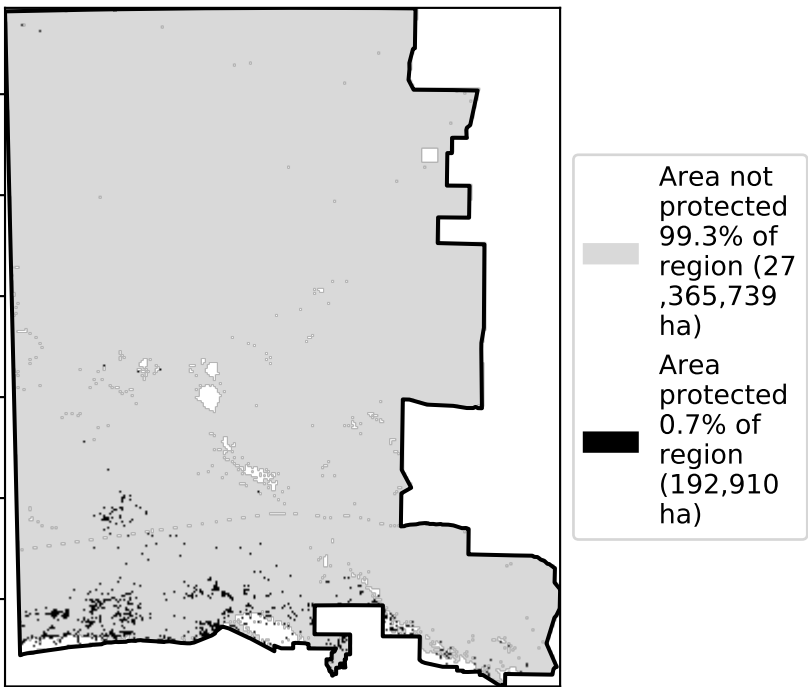 Area not
protected
99.3% of
region (27
,365,739
ha)
Area
protected
0.7% of
region
(192,910
ha)